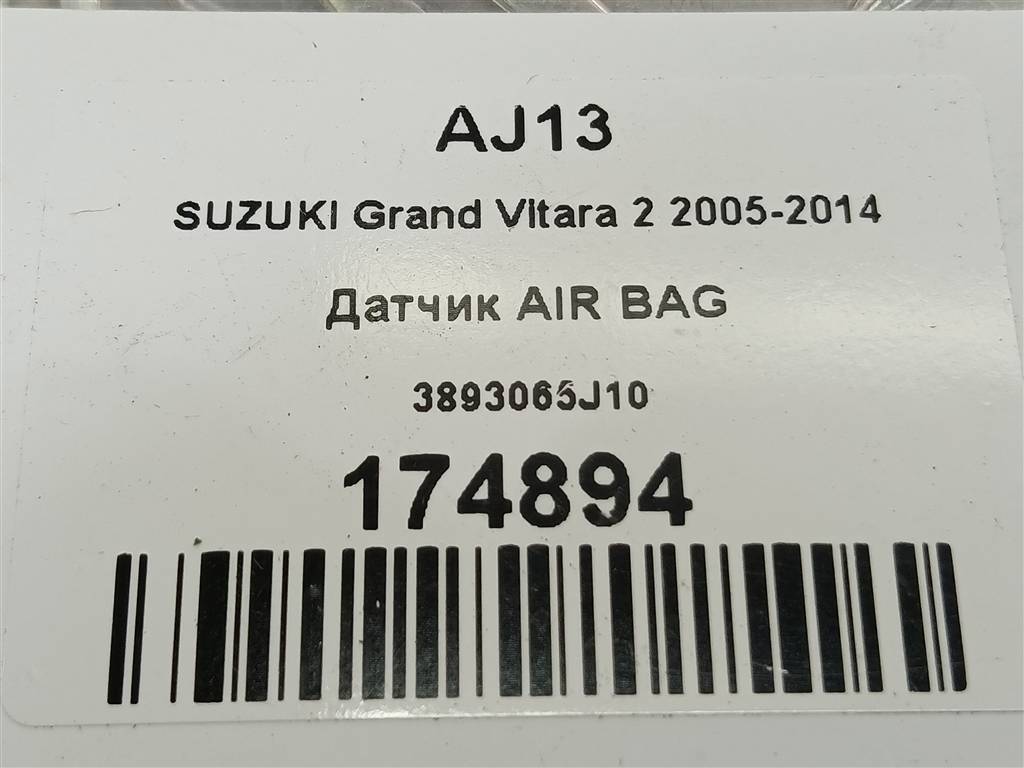 AJ13
SUZUKI Grand Vitara 2 2005-2014
Датчик AIR BAG
3893065J10
174894